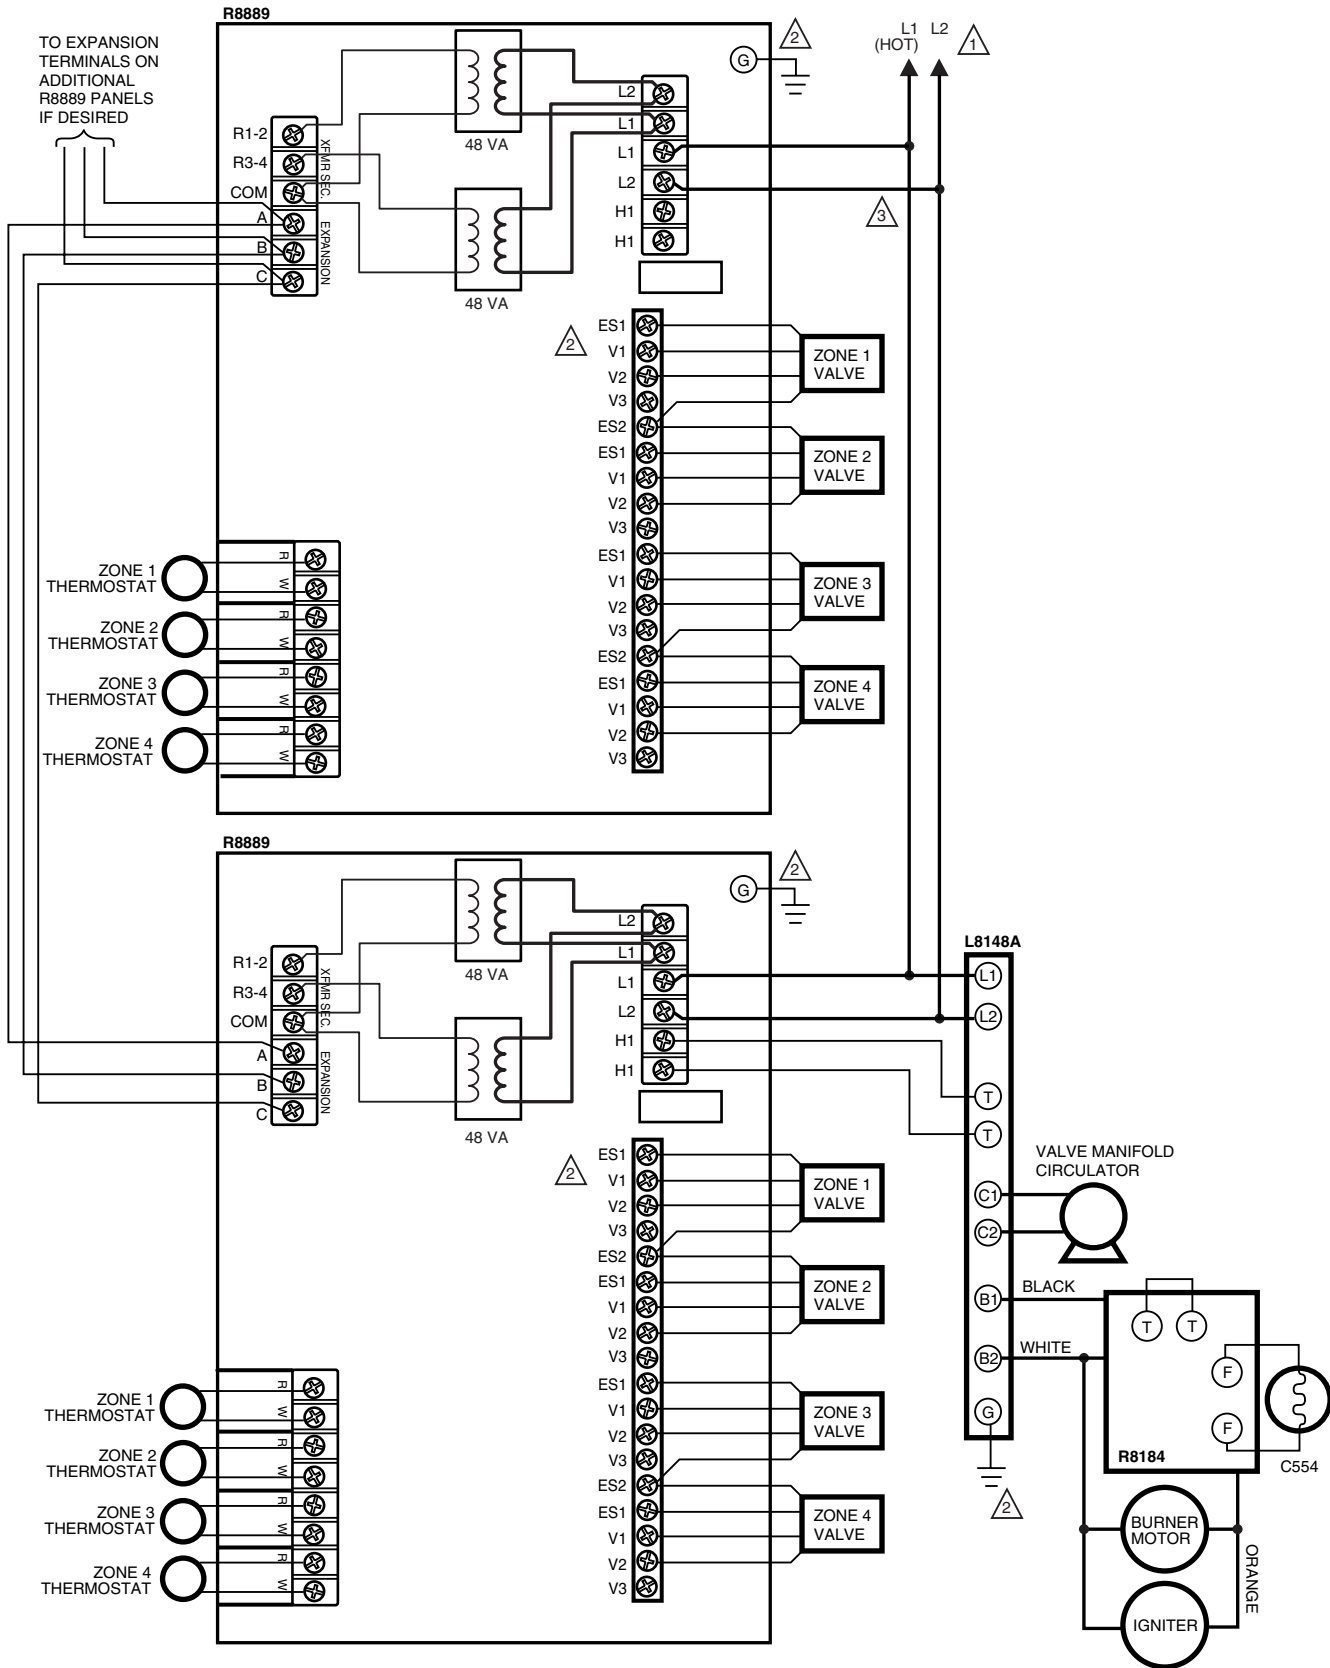 R8889
TO EXPANSION
TERMINALS ON
ADDITIONAL
R8889 PANELS
IF DESIRED
L1
(HOT)
L2
1
2
G
R1-2
R3-4
COM
A
B
C
XFMR SEC.
EXPANSION
48 VA
48 VA
L2
L1
L1
L2
H1
H1
3
2
ES1
V1
V2
V3
ES2
ES1
V1
V2
V3
ES1
V1
V2
V3
ES2
ES1
V1
V2
V3
ZONE 1
VALVE
ZONE 2
VALVE
ZONE 3
VALVE
ZONE 4
VALVE
ZONE 1
THERMOSTAT
R
W
ZONE 2
THERMOSTAT
R
W
ZONE 3
THERMOSTAT
R
W
ZONE 4
THERMOSTAT
R
W
R8889
2
G
R1-2
R3-4
COM
A
B
C
XFMR SEC.
EXPANSION
48 VA
48 VA
L2
L1
L1
L2
H1
H1
2
ES1
V1
V2
V3
ES2
ES1
V1
V2
V3
ES1
V1
V2
V3
ES2
ES1
V1
V2
V3
ZONE 1
VALVE
ZONE 2
VALVE
ZONE 3
VALVE
ZONE 4
VALVE
ZONE 1
THERMOSTAT
R
W
ZONE 2
THERMOSTAT
R
W
ZONE 3
THERMOSTAT
R
W
ZONE 4
THERMOSTAT
R
W
L8148A
L1
L2
T
T
C1
C2
B1
B2
G
2
VALVE MANIFOLD
CIRCULATOR
BLACK
WHITE
T
T
F
F
R8184
C554
BURNER
MOTOR
ORANGE
IGNITER